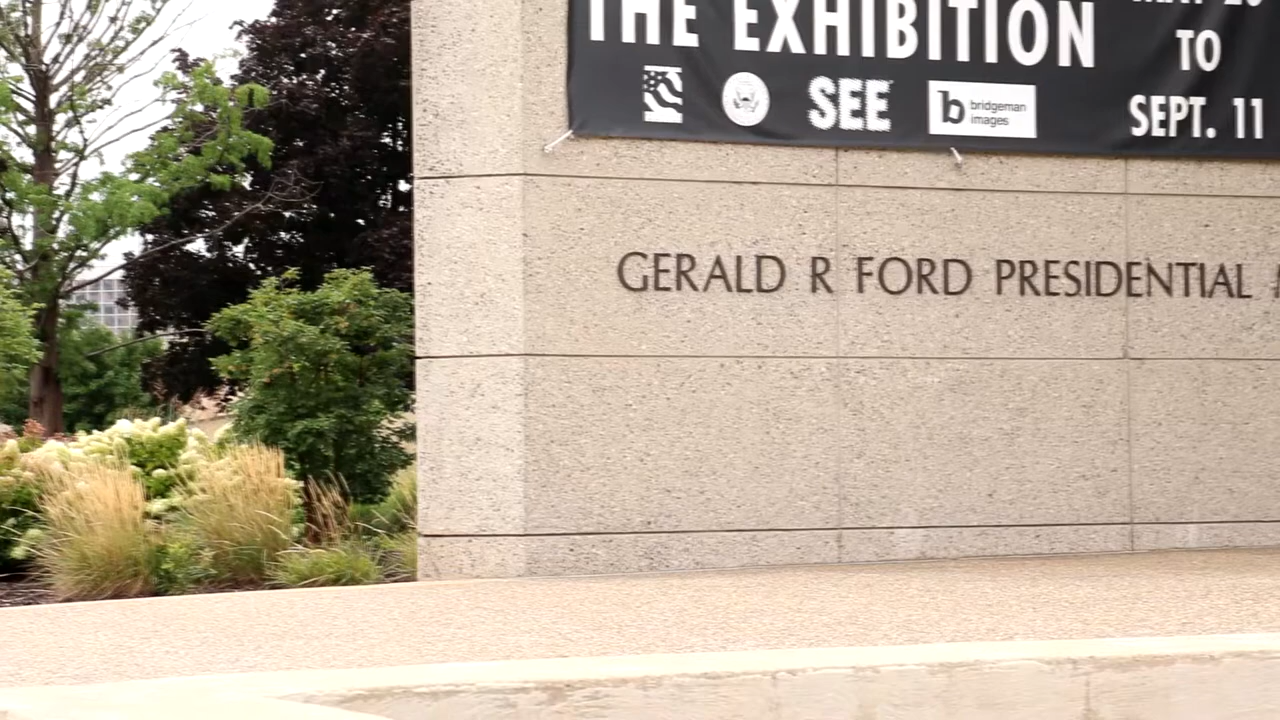 THE EXHIBITION
TO
SEPT. 11
SEE
b bridgeman
images
GERALD R FORD PRESIDENTIAL